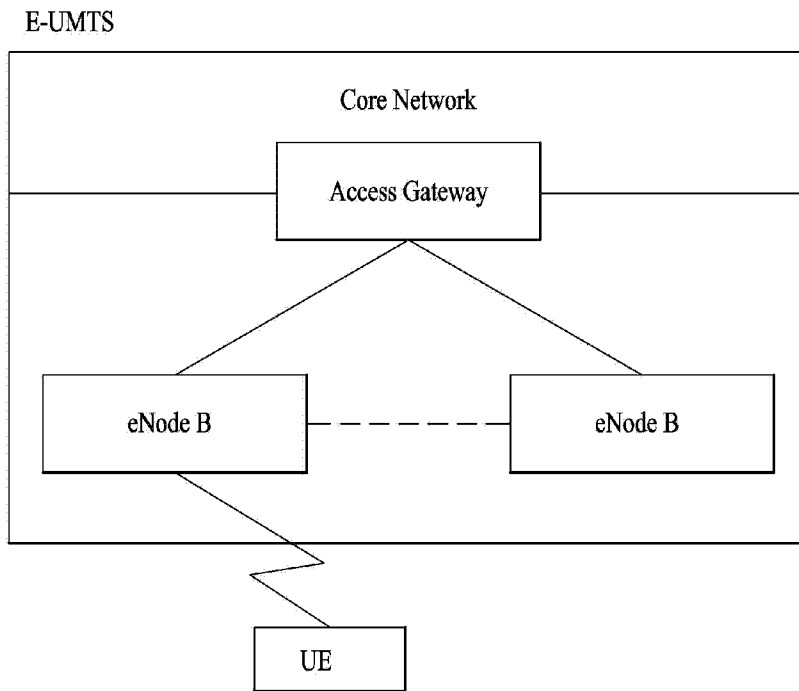 E-UMTS
Core Network
Access Gateway
eNode B
eNode B
UE